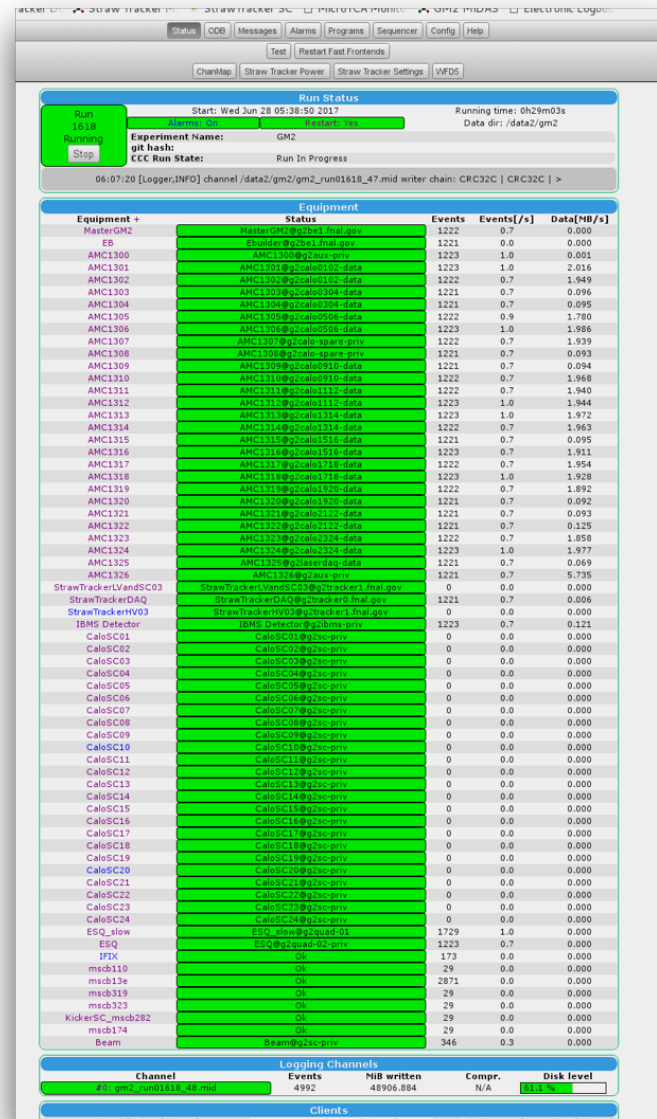 Status ODB Messages Alarms Programs Sequencer Config Help
Test Restart Fast Frontends
ChanMap Straw Tracker Power Straw Tracker Settings WFD5
Run Status
Run 1618 Running Stop
Start: Wed Jun 28 05:38:50 2017 Running time: 0h29m03s
Alarms: On Restart: Yes Data dir: /data2/gm2
Experiment Name: GM2
git hash:
CCC Run State: Run In Progress
06:07:20 [Logger,INFO] channel /data2/gm2/gm2_run01618_47.mid writer chain: CRC32C | CRC32C | >
Equipment
Equipment + Status Events Events[/s] Data[MB/s]
MasterGM2 MasterGM2@g2be1.fnal.gov 1222 0.7 0.000
EB Ebuilder@g2be1.fnal.gov 1221 0.0 0.000
AMC1300 AMC1300@g2aux-priv 1223 1.0 0.001
AMC1301 AMC1301@g2calo0102-data 1223 1.0 2.016
AMC1302 AMC1302@g2calo0102-data 1222 0.7 1.949
AMC1303 AMC1303@g2calo0304-data 1221 0.7 0.096
AMC1304 AMC1304@g2calo0304-data 1221 0.7 0.095
AMC1305 AMC1305@g2calo0506-data 1222 0.9 1.780
AMC1306 AMC1306@g2calo0506-data 1223 1.0 1.986
AMC1307 AMC1307@g2calo-spare-priv 1222 0.7 1.939
AMC1308 AMC1308@g2calo-spare-priv 1221 0.7 0.093
AMC1309 AMC1309@g2calo0910-data 1221 0.7 0.094
AMC1310 AMC1310@g2calo0910-data 1222 0.7 1.968
AMC1311 AMC1311@g2calo1112-data 1222 0.7 1.940
AMC1312 AMC1312@g2calo1112-data 1223 1.0 1.944
AMC1313 AMC1313@g2calo1314-data 1223 1.0 1.972
AMC1314 AMC1314@g2calo1314-data 1222 0.7 1.963
AMC1315 AMC1315@g2calo1516-data 1221 0.7 0.095
AMC1316 AMC1316@g2calo1516-data 1223 0.7 1.911
AMC1317 AMC1317@g2calo1718-data 1222 0.7 1.954
AMC1318 AMC1318@g2calo1718-data 1223 1.0 1.928
AMC1319 AMC1319@g2calo1920-data 1222 0.7 1.892
AMC1320 AMC1320@g2calo1920-data 1221 0.7 0.092
AMC1321 AMC1321@g2calo2122-data 1221 0.7 0.093
AMC1322 AMC1322@g2calo2122-data 1221 0.7 0.125
AMC1323 AMC1323@g2calo2324-data 1222 0.7 1.858
AMC1324 AMC1324@g2calo2324-data 1223 1.0 1.977
AMC1325 AMC1325@g2laserdaq-data 1221 0.7 0.069
AMC1326 AMC1326@g2aux-priv 1221 0.7 5.735
StrawTrackerLVandSC03 StrawTrackerLVandSC03@g2tracker1.fnal.gov 0 0.0 0.000
StrawTrackerDAQ StrawTrackerDAQ@g2tracker0.fnal.gov 1221 0.7 0.006
StrawTrackerHV03 StrawTrackerHV03@g2tracker1.fnal.gov 0 0.0 0.000
IBMS Detector IBMS Detector@g2ibms-priv 1223 0.7 0.121
CaloSC01 CaloSC01@g2sc-priv 0 0.0 0.000
CaloSC02 CaloSC02@g2sc-priv 0 0.0 0.000
CaloSC03 CaloSC03@g2sc-priv 0 0.0 0.000
CaloSC04 CaloSC04@g2sc-priv 0 0.0 0.000
CaloSC05 CaloSC05@g2sc-priv 0 0.0 0.000
CaloSC06 CaloSC06@g2sc-priv 0 0.0 0.000
CaloSC07 CaloSC07@g2sc-priv 0 0.0 0.000
CaloSC08 CaloSC08@g2sc-priv 0 0.0 0.000
CaloSC09 CaloSC09@g2sc-priv 0 0.0 0.000
CaloSC10 CaloSC10@g2sc-priv 0 0.0 0.000
CaloSC11 CaloSC11@g2sc-priv 0 0.0 0.000
CaloSC12 CaloSC12@g2sc-priv 0 0.0 0.000
CaloSC13 CaloSC13@g2sc-priv 0 0.0 0.000
CaloSC14 CaloSC14@g2sc-priv 0 0.0 0.000
CaloSC15 CaloSC15@g2sc-priv 0 0.0 0.000
CaloSC16 CaloSC16@g2sc-priv 0 0.0 0.000
CaloSC17 CaloSC17@g2sc-priv 0 0.0 0.000
CaloSC18 CaloSC18@g2sc-priv 0 0.0 0.000
CaloSC19 CaloSC19@g2sc-priv 0 0.0 0.000
CaloSC20 CaloSC20@g2sc-priv 0 0.0 0.000
CaloSC21 CaloSC21@g2sc-priv 0 0.0 0.000
CaloSC22 CaloSC22@g2sc-priv 0 0.0 0.000
CaloSC23 CaloSC23@g2sc-priv 0 0.0 0.000
CaloSC24 CaloSC24@g2sc-priv 0 0.0 0.000
ESQ_slow ESQ_slow@g2quad-01 1729 1.0 0.000
ESQ ESQ@g2quad-02-priv 1223 0.7 0.000
IFIX Ok 173 0.0 0.000
mscb110 Ok 29 0.0 0.000
mscb13e Ok 2871 0.0 0.000
mscb319 Ok 29 0.0 0.000
mscb323 Ok 29 0.0 0.000
KickerSC_mscb282 Ok 29 0.0 0.000
mscb174 Ok 29 0.0 0.000
Beam Beam@g2sc-priv 346 0.3 0.000
Logging Channels
Channel Events MiB written Compr. Disk level
#0: gm2_run01618_48.mid 4992 48906.884 N/A 61.1 %
Clients